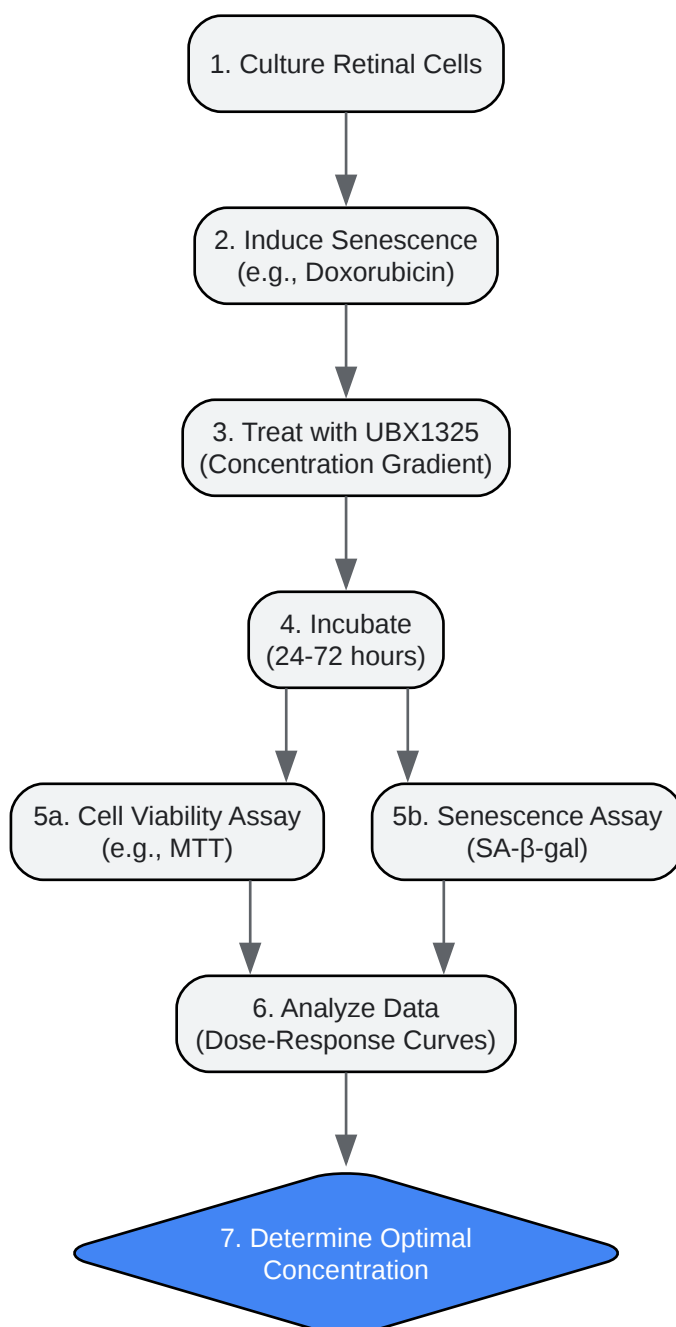 1. Culture Retinal Cells
2. Induce Senescence
(e.g., Doxorubicin)
3. Treat with UBX1325
(Concentration Gradient)
4. Incubate
(24-72 hours)
5a. Cell Viability Assay
(e.g., MTT)
5b. Senescence Assay
(SA-β-gal)
6. Analyze Data
(Dose-Response Curves)
7. Determine Optimal
Concentration